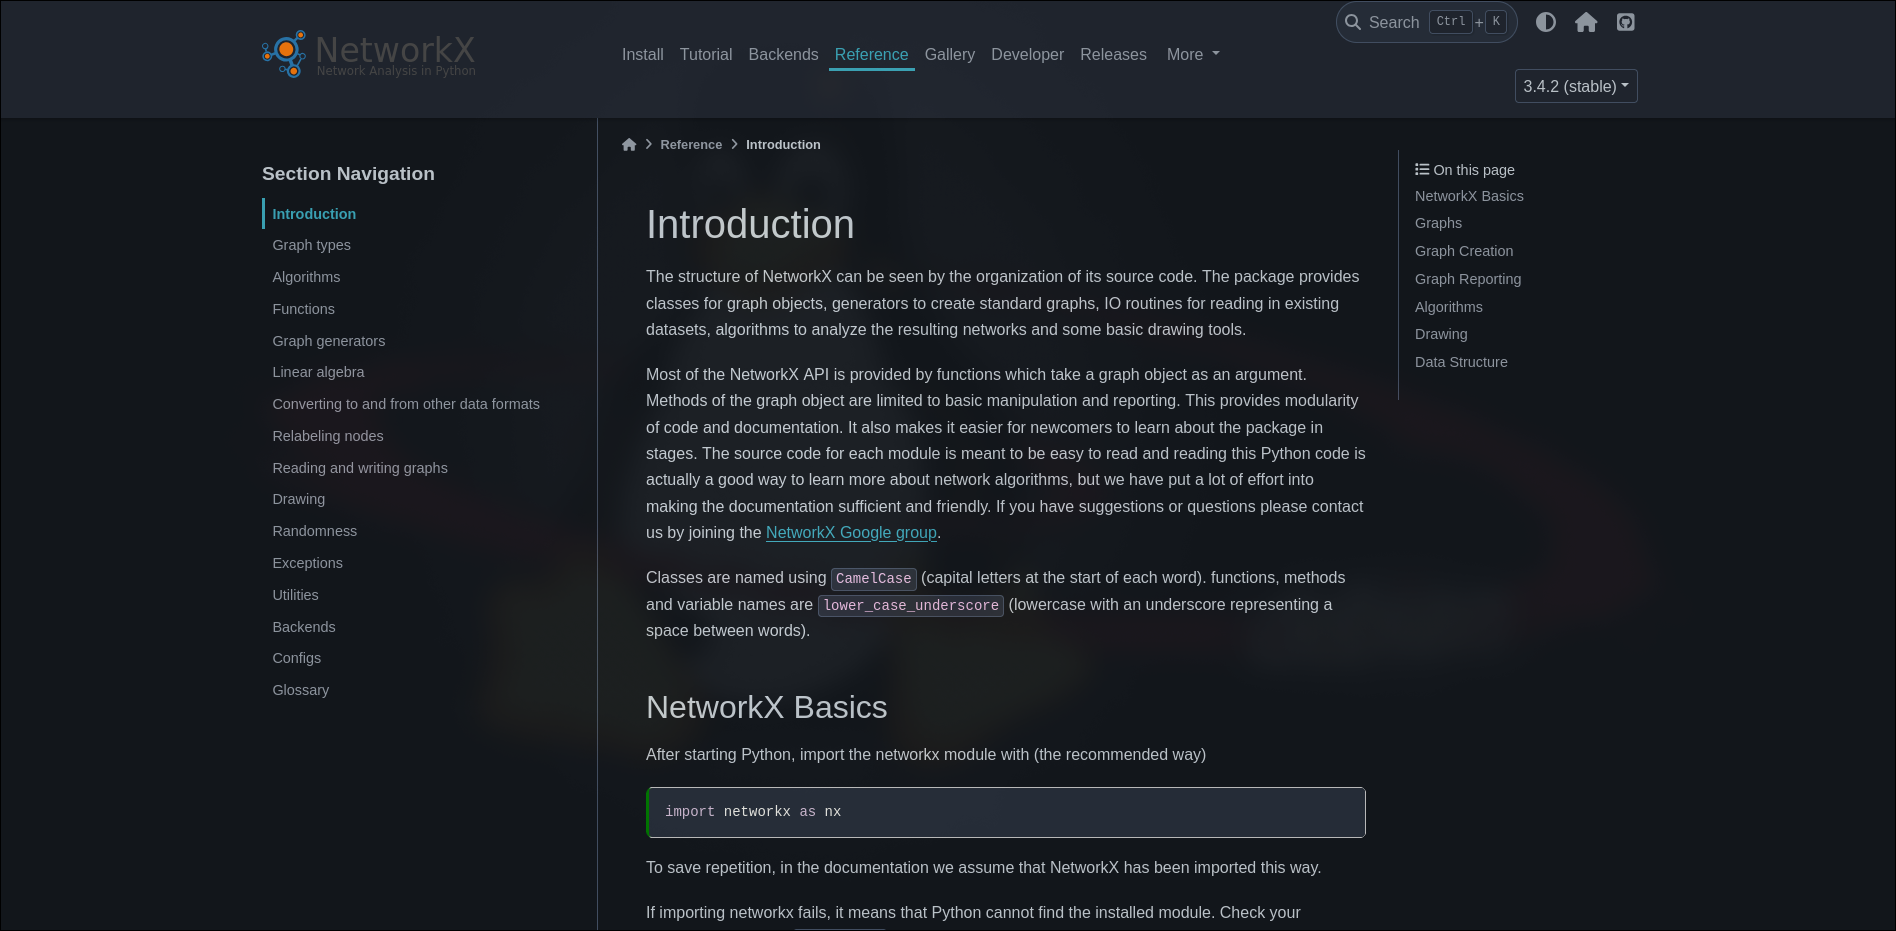 NetworkX
Network Analysis in Python
Install Tutorial Backends Reference Gallery Developer Releases More
Search Ctrl + K
3.4.2 (stable)
Section Navigation
Introduction
Graph types
Algorithms
Functions
Graph generators
Linear algebra
Converting to and from other data formats
Relabeling nodes
Reading and writing graphs
Drawing
Randomness
Exceptions
Utilities
Backends
Configs
Glossary
Reference Introduction
Introduction
The structure of NetworkX can be seen by the organization of its source code. The package provides
classes for graph objects, generators to create standard graphs, IO routines for reading in existing
datasets, algorithms to analyze the resulting networks and some basic drawing tools.
Most of the NetworkX API is provided by functions which take a graph object as an argument.
Methods of the graph object are limited to basic manipulation and reporting. This provides modularity
of code and documentation. It also makes it easier for newcomers to learn about the package in
stages. The source code for each module is meant to be easy to read and reading this Python code is
actually a good way to learn more about network algorithms, but we have put a lot of effort into
making the documentation sufficient and friendly. If you have suggestions or questions please contact
us by joining the NetworkX Google group.
Classes are named using CamelCase (capital letters at the start of each word). functions, methods
and variable names are lower_case_underscore (lowercase with an underscore representing a
space between words).
NetworkX Basics
After starting Python, import the networkx module with (the recommended way)
import networkx as nx
To save repetition, in the documentation we assume that NetworkX has been imported this way.
If importing networkx fails, it means that Python cannot find the installed module. Check your
On this page
NetworkX Basics
Graphs
Graph Creation
Graph Reporting
Algorithms
Drawing
Data Structure